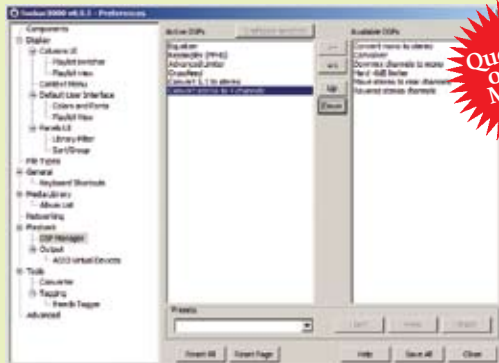 foobar2000 v0.9.5 - Preferences
Components
Display
Columns UI
Playlist switcher
Playlist view
Context Menu
Default User Interface
Colors and Fonts
Playlist View
Panels UI
Library Filter
Sort/Group
File Types
General
Keyboard Shortcuts
Media Library
Album List
Networking
Playback
DSP Manager
Output
ASIO Virtual Devices
Tools
Converter
Tagging
Freedb Tagger
Advanced
Active DSPs
Configure selected
Equalizer
Resampler (PPHS)
Advanced Limiter
Crossfeed
Convert 5.1 to stereo
Convert stereo to 4 channels
Up
Down
Available DSPs
Convert mono to stereo
Convolver
Downmix channels to mono
Hard -6dB limiter
Move stereo to rear channels
Reverse stereo channels
Presets
Reset All
Reset Page
Help
Save All
Close